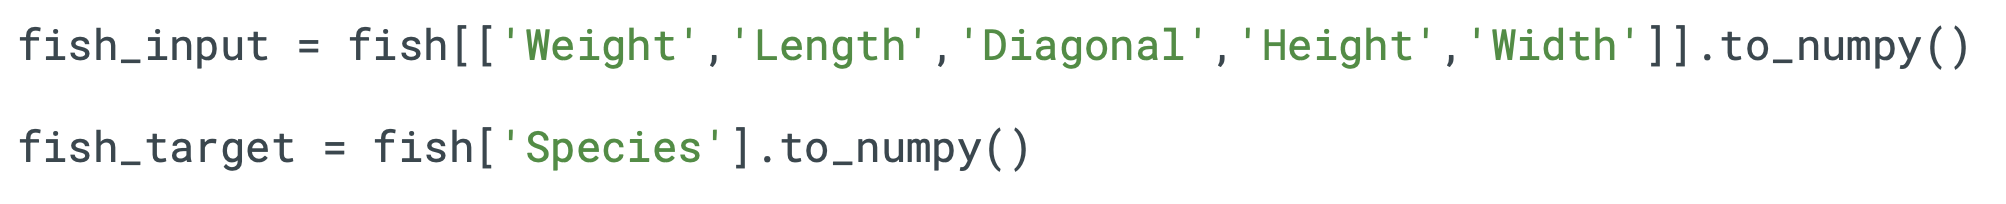 fish_input = fish[['Weight','Length','Diagonal','Height','Width']].to_numpy()
fish_target = fish['Species'].to_numpy()